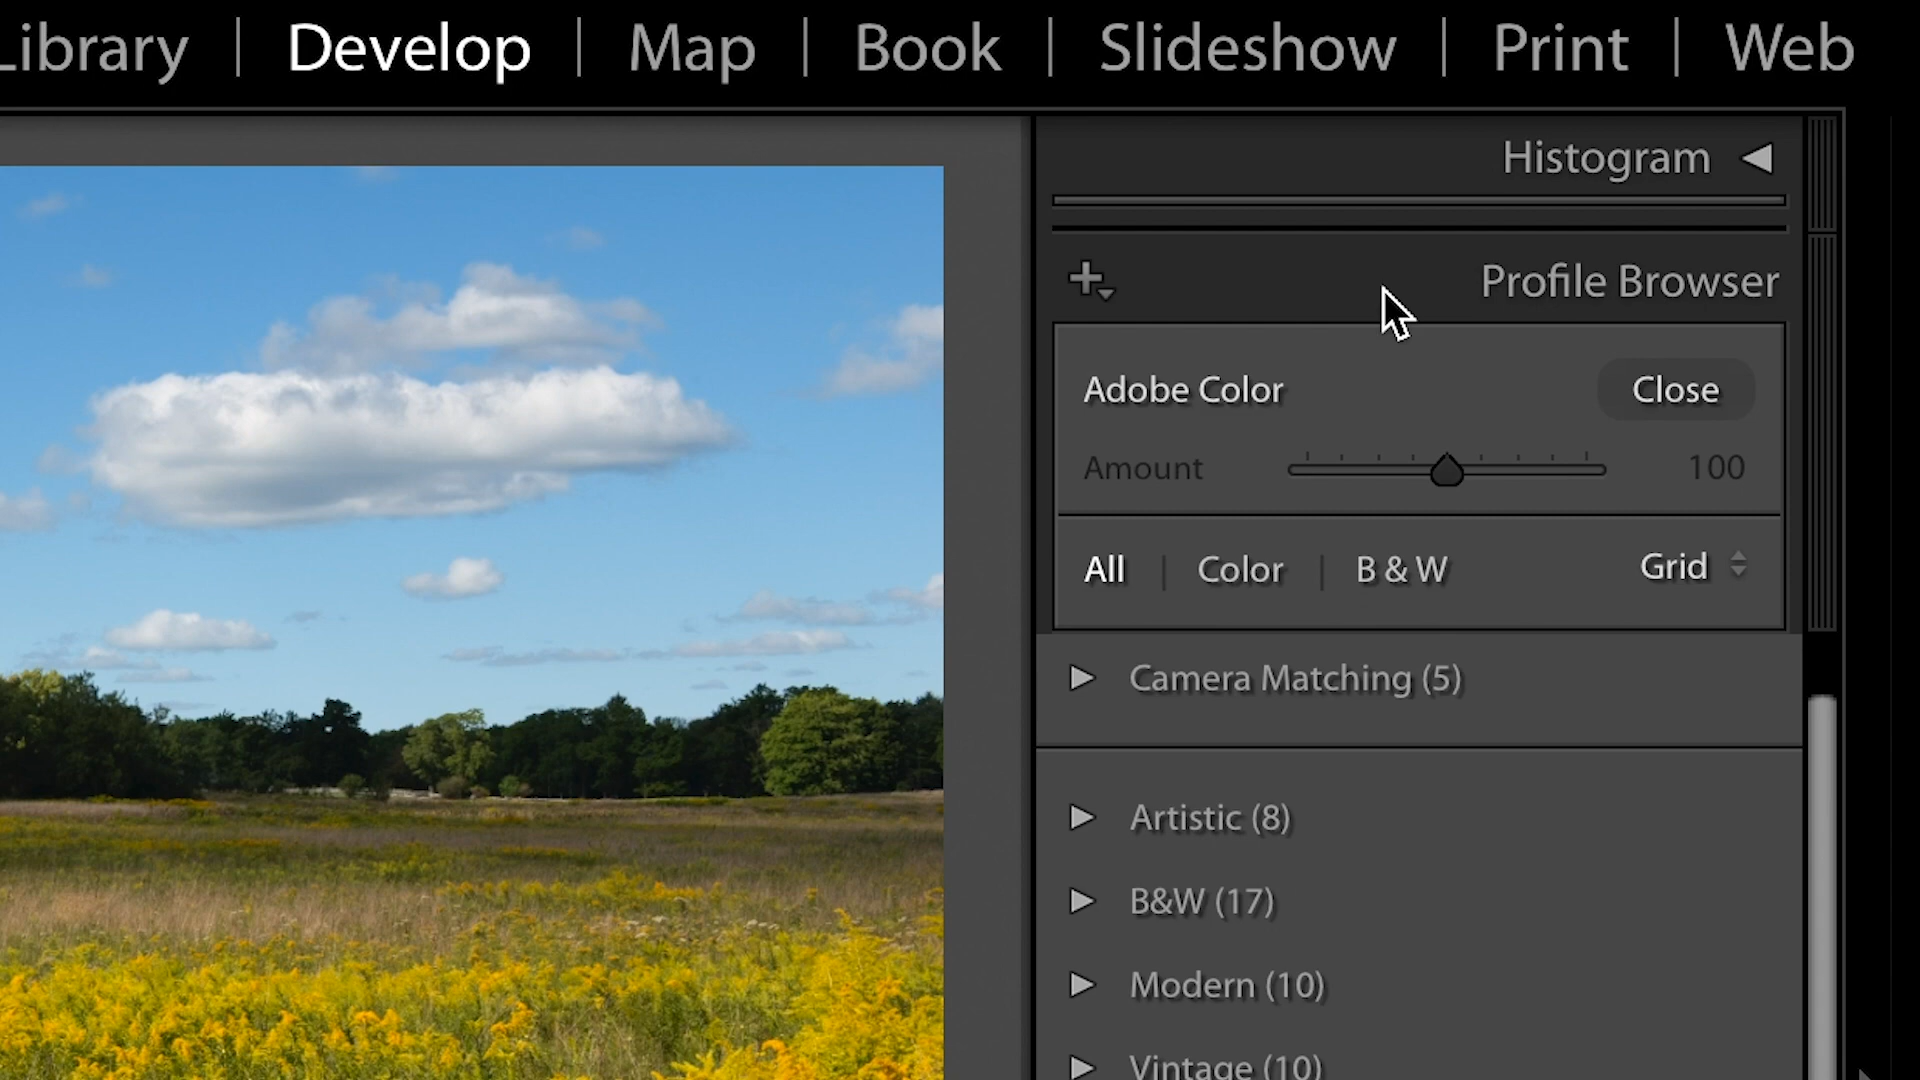 Library | Develop | Map | Book | Slideshow | Print | Web
Histogram
Profile Browser
Adobe Color Close
Amount 100
All | Color | B & W Grid
Camera Matching (5)
Artistic (8)
B&W (17)
Modern (10)
Vintage (10)